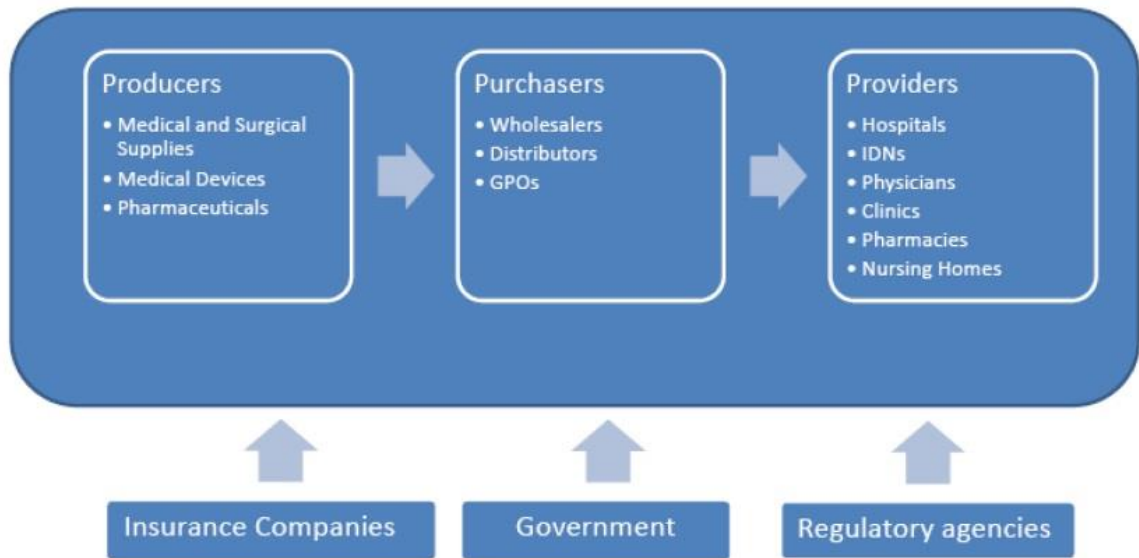 Producers
• Medical and Surgical
Supplies
• Medical Devices
• Pharmaceuticals
Purchasers
• Wholesalers
• Distributors
• GPOs
Providers
• Hospitals
• IDNs
• Physicians
• Clinics
• Pharmacies
• Nursing Homes
Insurance Companies
Government
Regulatory agencies